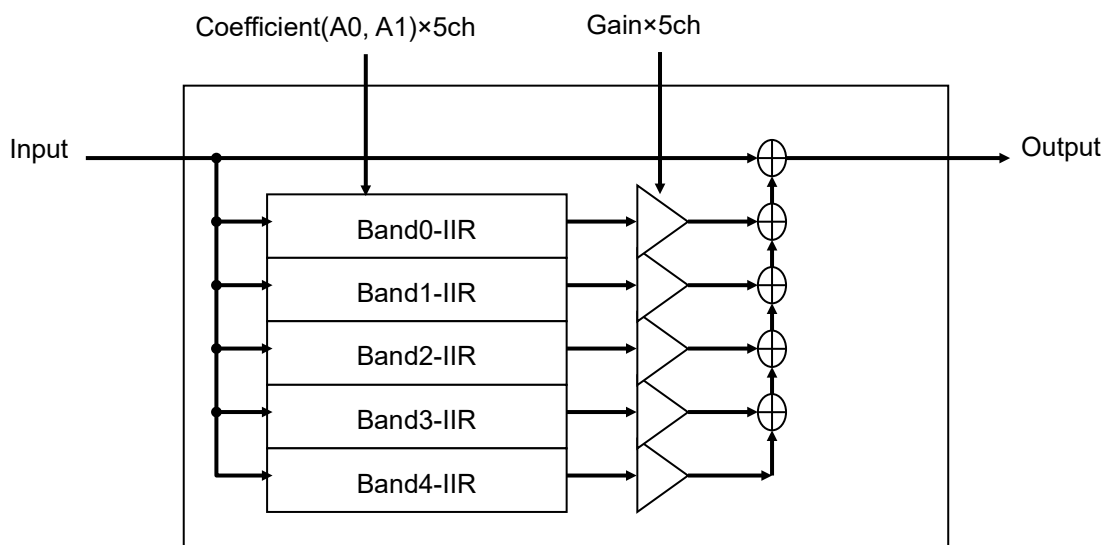 Coefficient(A0, A1)×5ch
Gain×5ch
Input
Output
Band0-IIR
Band1-IIR
Band2-IIR
Band3-IIR
Band4-IIR